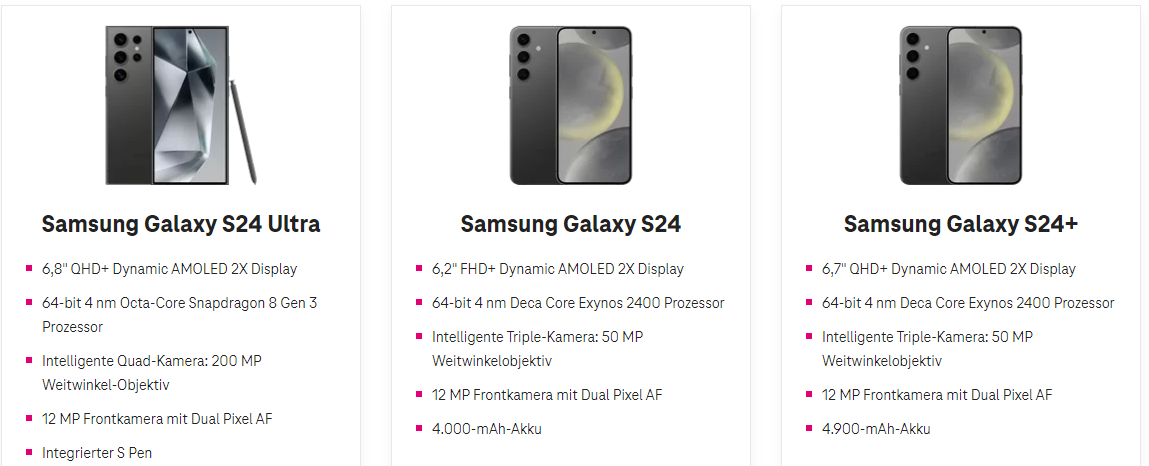 Samsung Galaxy S24 Ultra
6,8" QHD+ Dynamic AMOLED 2X Display
64-bit 4 nm Octa-Core Snapdragon 8 Gen 3
Prozessor
Intelligente Quad-Kamera: 200 MP
Weitwinkel-Objektiv
12 MP Frontkamera mit Dual Pixel AF
Integrierter S Pen
Samsung Galaxy S24
6,2" FHD+ Dynamic AMOLED 2X Display
64-bit 4 nm Deca Core Exynos 2400 Prozessor
Intelligente Triple-Kamera: 50 MP
Weitwinkelobjektiv
12 MP Frontkamera mit Dual Pixel AF
4.000-mAh-Akku
Samsung Galaxy S24+
6,7" QHD+ Dynamic AMOLED 2X Display
64-bit 4 nm Deca Core Exynos 2400 Prozessor
Intelligente Triple-Kamera: 50 MP
Weitwinkelobjektiv
12 MP Frontkamera mit Dual Pixel AF
4.900-mAh-Akku